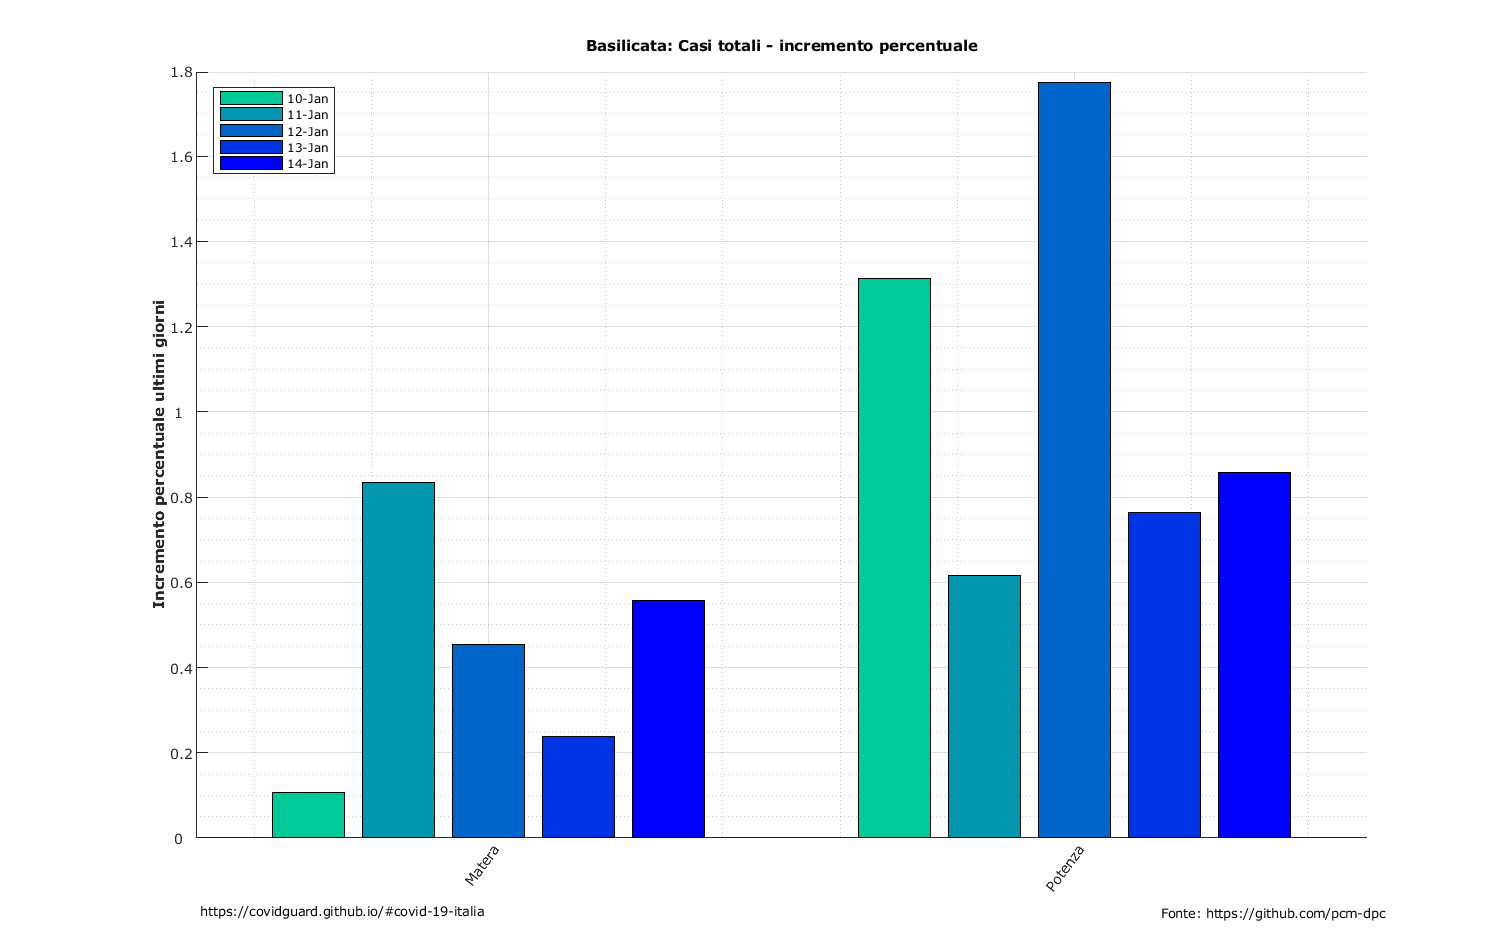 Basilicata: Casi totali - incremento percentuale
1.8
1.6
1.4
1.2
1
0.8
0.6
0.4
0.2
0
Incremento percentuale ultimi giorni
10-Jan
11-Jan
12-Jan
13-Jan
14-Jan
Matera
Potenza
https://covidguard.github.io/#covid-19-italia
Fonte: https://github.com/pcm-dpc